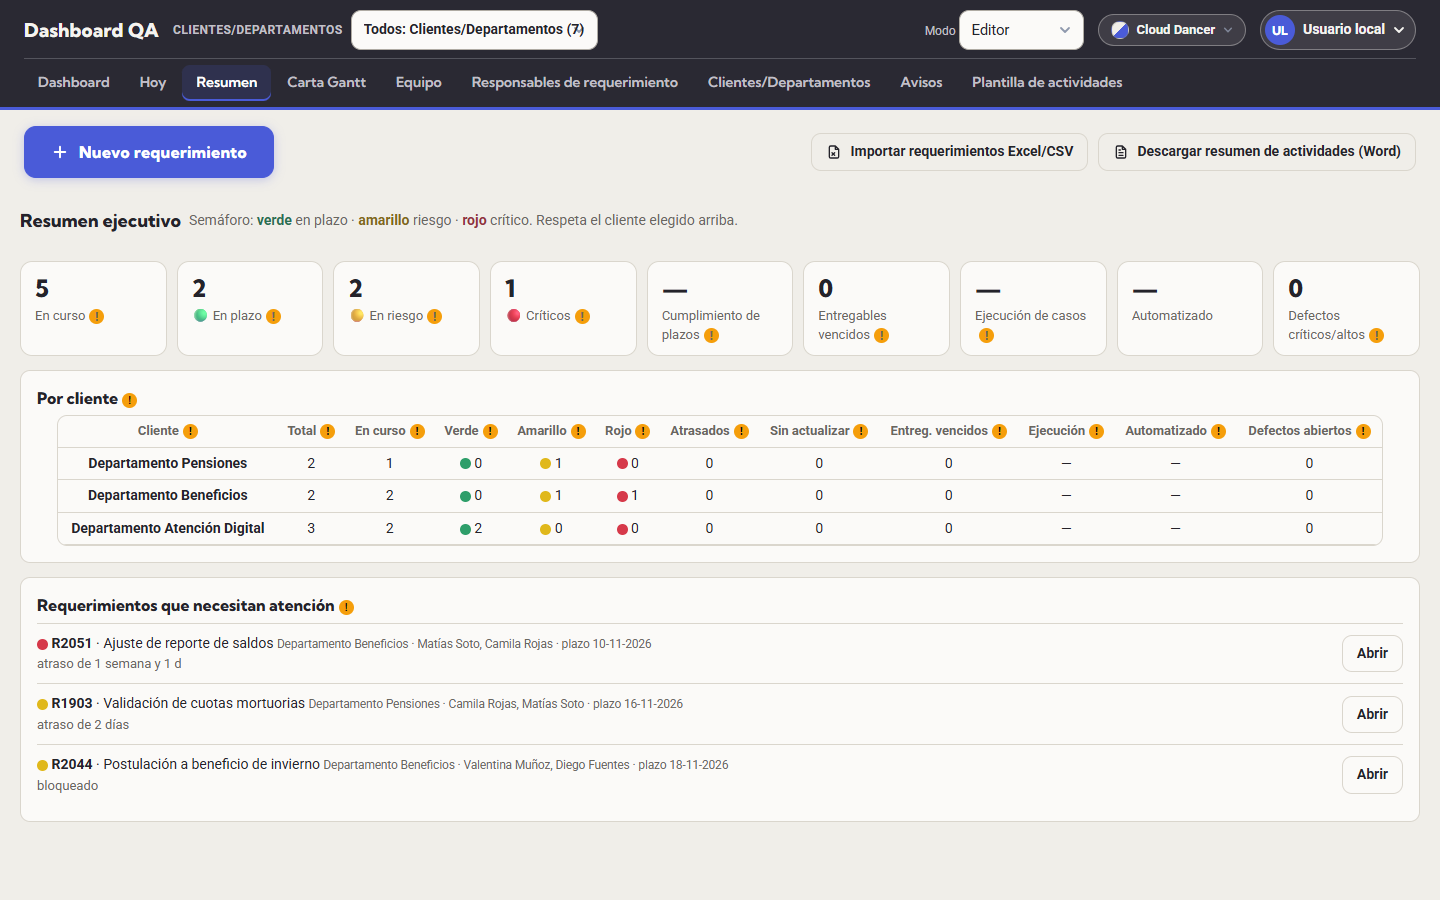 Dashboard QA CLIENTES/DEPARTAMENTOS Todos: Clientes/Departamentos (7) Modo Editor Cloud Dancer UL Usuario local
Dashboard Hoy Resumen Carta Gantt Equipo Responsables de requerimiento Clientes/Departamentos Avisos Plantilla de actividades
+ Nuevo requerimiento Importar requerimientos Excel/CSV Descargar resumen de actividades (Word)
Resumen ejecutivo Semáforo: verde en plazo · amarillo riesgo · rojo crítico. Respeta el cliente elegido arriba.
5
En curso !
2
En plazo !
2
En riesgo !
1
Críticos !
—
Cumplimiento de
plazos !
0
Entregables
vencidos !
—
Ejecución de casos
!
—
Automatizado
0
Defectos
críticos/altos !
Por cliente !
Cliente ! Total ! En curso ! Verde ! Amarillo ! Rojo ! Atrasados ! Sin actualizar ! Entreg. vencidos ! Ejecución ! Automatizado ! Defectos abiertos !
Departamento Pensiones 2 1 0 1 0 0 0 0 — — 0
Departamento Beneficios 2 2 0 1 1 0 0 0 — — 0
Departamento Atención Digital 3 2 2 0 0 0 0 0 — — 0
Requerimientos que necesitan atención !
R2051 · Ajuste de reporte de saldos Departamento Beneficios · Matías Soto, Camila Rojas · plazo 10-11-2026
atraso de 1 semana y 1 d
Abrir
R1903 · Validación de cuotas mortuorias Departamento Pensiones · Camila Rojas, Matías Soto · plazo 16-11-2026
atraso de 2 días
Abrir
R2044 · Postulación a beneficio de invierno Departamento Beneficios · Valentina Muñoz, Diego Fuentes · plazo 18-11-2026
bloqueado
Abrir